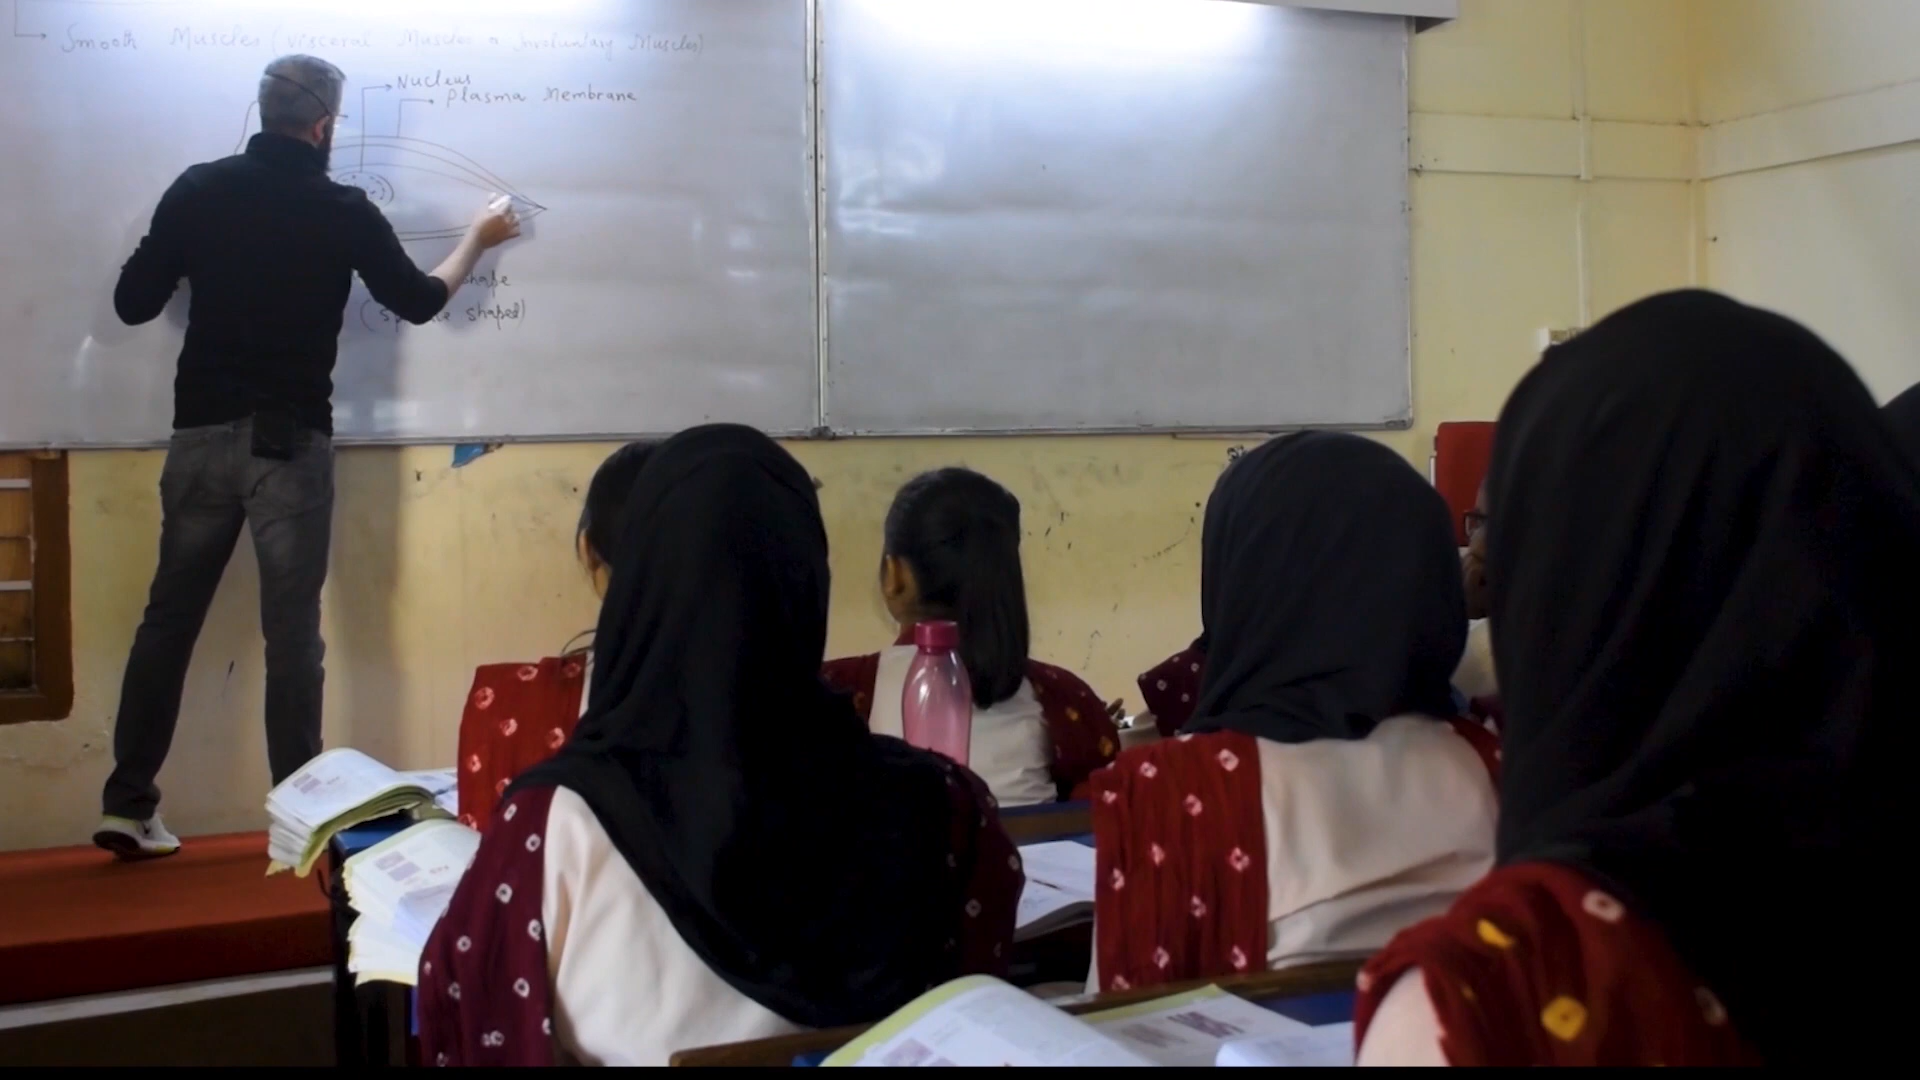 Smooth Muscles (Visceral Muscles or Involuntary Muscles)
Nucleus
Plasma Membrane
shape
shaped)